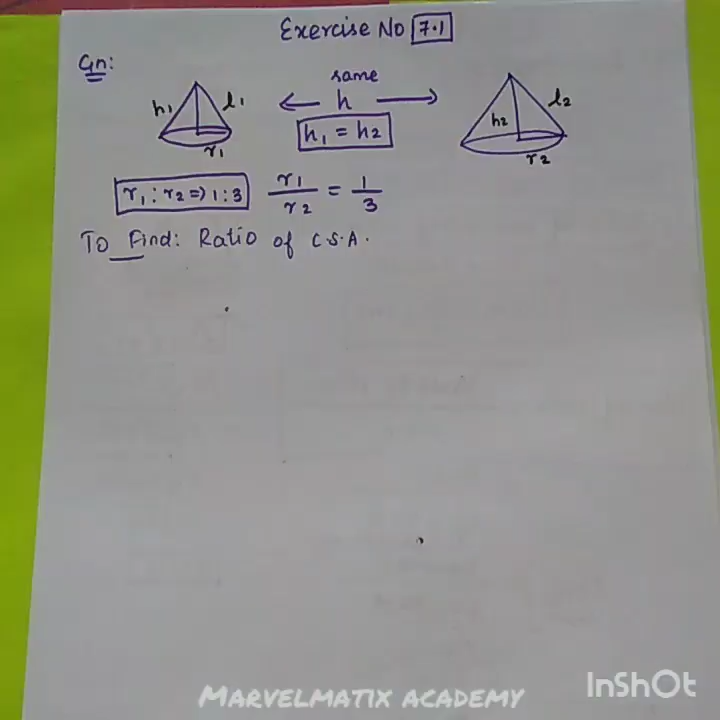 Exercise No 7.1
Gn:
same
h1 l1 ← h → h2 l2
h1 = h2
r1 r2
r1 : r2 ⇒ 1 : 3 r1/r2 = 1/3
To Find: Ratio of C.S.A.
MARVELMATIX ACADEMY
InShOt